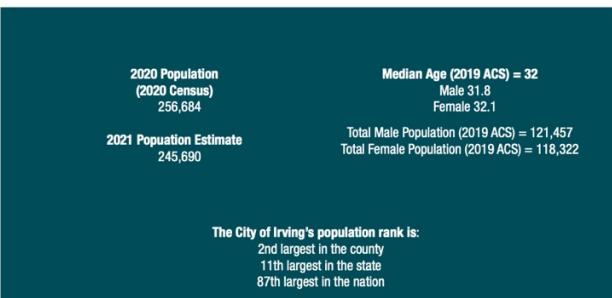 2020 Population
(2020 Census)
256,684
2021 Popuation Estimate
245,690
Median Age (2019 ACS) = 32
Male 31.8
Female 32.1
Total Male Population (2019 ACS) = 121,457
Total Female Population (2019 ACS) = 118,322
The City of Irving's population rank is:
2nd largest in the county
11th largest in the state
87th largest in the nation